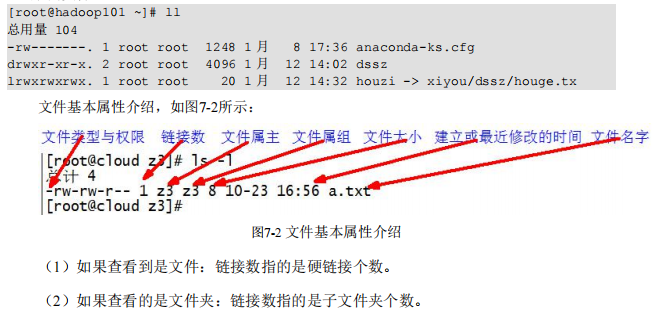 [root@hadoop101 ~]# ll
总用量 104
-rw-------. 1 root root 1248 1月 8 17:36 anaconda-ks.cfg
drwxr-xr-x. 2 root root 4096 1月 12 14:02 dssz
lrwxrwxrwx. 1 root root 20 1月 12 14:32 houzi -> xiyou/dssz/houge.tx
文件基本属性介绍，如图7-2所示：
文件类型与权限 链接数 文件属主 文件属组 文件大小 建立或最近修改的时间 文件名字
[root@cloud z3]# ls -l
总计 4
-rw-rw-r-- 1 z3 z3 8 10-23 16:56 a.txt
[root@cloud z3]#
图7-2 文件基本属性介绍
（1）如果查看到是文件：链接数指的是硬链接个数。
（2）如果查看的是文件夹：链接数指的是子文件夹个数。